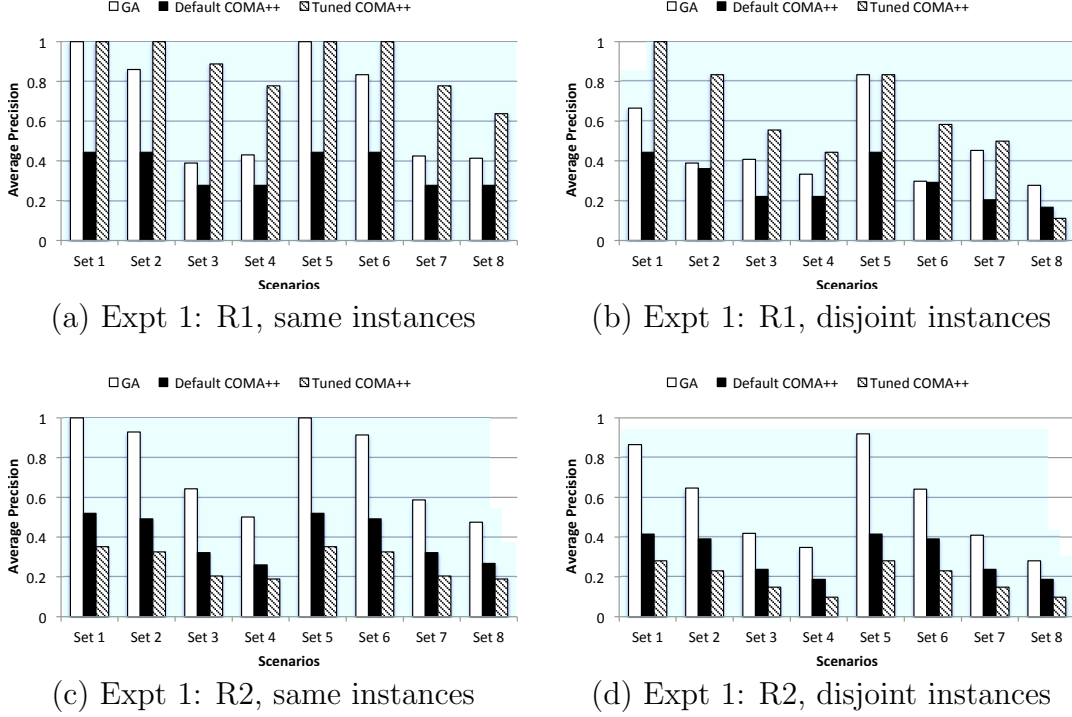 GA Default COMA++ Tuned COMA++
GA Default COMA++ Tuned COMA++
Average Precision
1
0.8
0.6
0.4
0.2
0
Set 1 Set 2 Set 3 Set 4 Set 5 Set 6 Set 7 Set 8
Scenarios
(a) Expt 1: R1, same instances
Average Precision
1
0.8
0.6
0.4
0.2
0
Set 1 Set 2 Set 3 Set 4 Set 5 Set 6 Set 7 Set 8
Scenarios
(b) Expt 1: R1, disjoint instances
GA Default COMA++ Tuned COMA++
GA Default COMA++ Tuned COMA++
Average Precision
1
0.8
0.6
0.4
0.2
0
Set 1 Set 2 Set 3 Set 4 Set 5 Set 6 Set 7 Set 8
Scenarios
(c) Expt 1: R2, same instances
Average Precision
1
0.8
0.6
0.4
0.2
0
Set 1 Set 2 Set 3 Set 4 Set 5 Set 6 Set 7 Set 8
Scenarios
(d) Expt 1: R2, disjoint instances